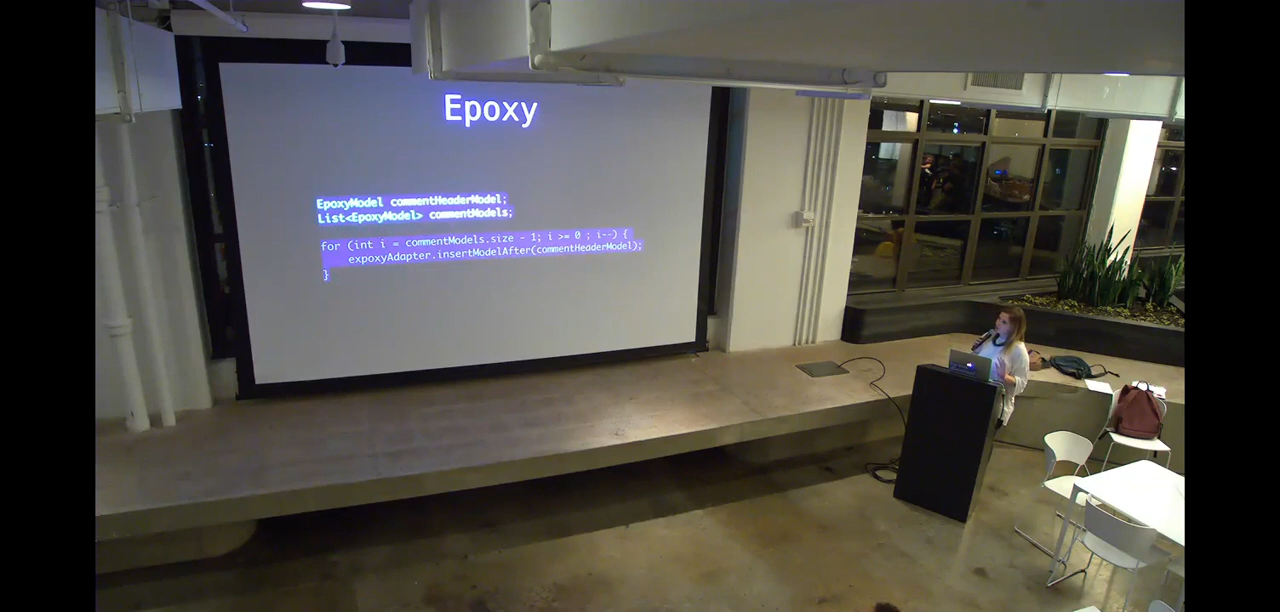 Epoxy
EpoxyModel commentHeaderModel;
List<EpoxyModel> commentModels;
for (int i = commentModels.size - 1; i >= 0 ; i--) {
expoxyAdapter.insertModelAfter(commentHeaderModel);
}